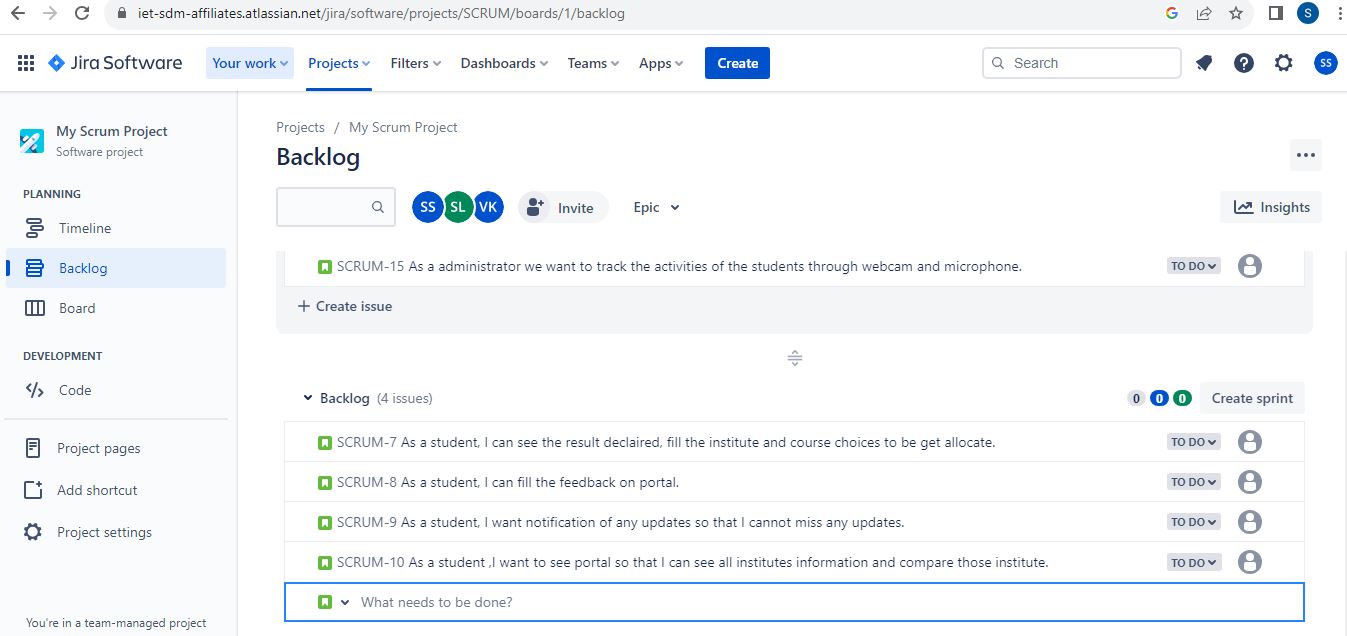 iet-sdm-affiliates.atlassian.net/jira/software/projects/SCRUM/boards/1/backlog
S
Jira Software
Your work
Projects
Filters
Dashboards
Teams
Apps
Create
Search
SS
My Scrum Project
Software project
PLANNING
Timeline
Backlog
Board
DEVELOPMENT
Code
Project pages
Add shortcut
Project settings
You're in a team-managed project
Projects / My Scrum Project
Backlog
SS SL VK Invite Epic Insights
SCRUM-15 As a administrator we want to track the activities of the students through webcam and microphone. TO DO
+ Create issue
Backlog (4 issues) 0 0 0 Create sprint
SCRUM-7 As a student, I can see the result declaired, fill the institute and course choices to be get allocate. TO DO
SCRUM-8 As a student, I can fill the feedback on portal. TO DO
SCRUM-9 As a student, I want notification of any updates so that I cannot miss any updates. TO DO
SCRUM-10 As a student ,I want to see portal so that I can see all institutes information and compare those institute. TO DO
What needs to be done?